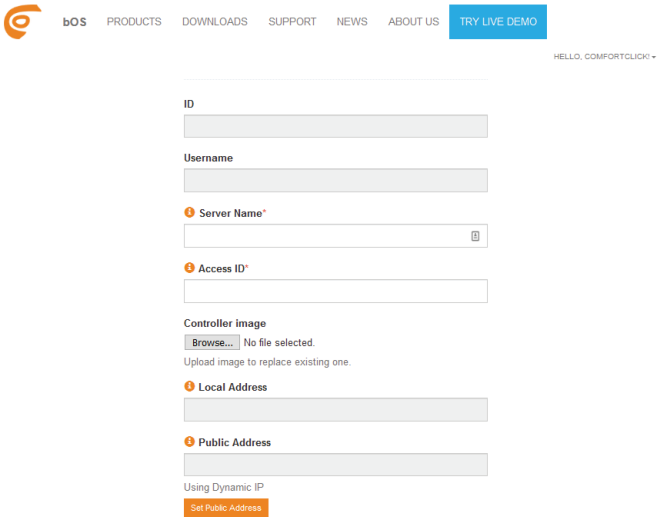 bOS PRODUCTS DOWNLOADS SUPPORT NEWS ABOUT US TRY LIVE DEMO
HELLO, COMFORTCLICK!
ID
Username
Server Name*
Access ID*
Controller image
Browse... No file selected.
Upload image to replace existing one.
Local Address
Public Address
Using Dynamic IP
Set Public Address